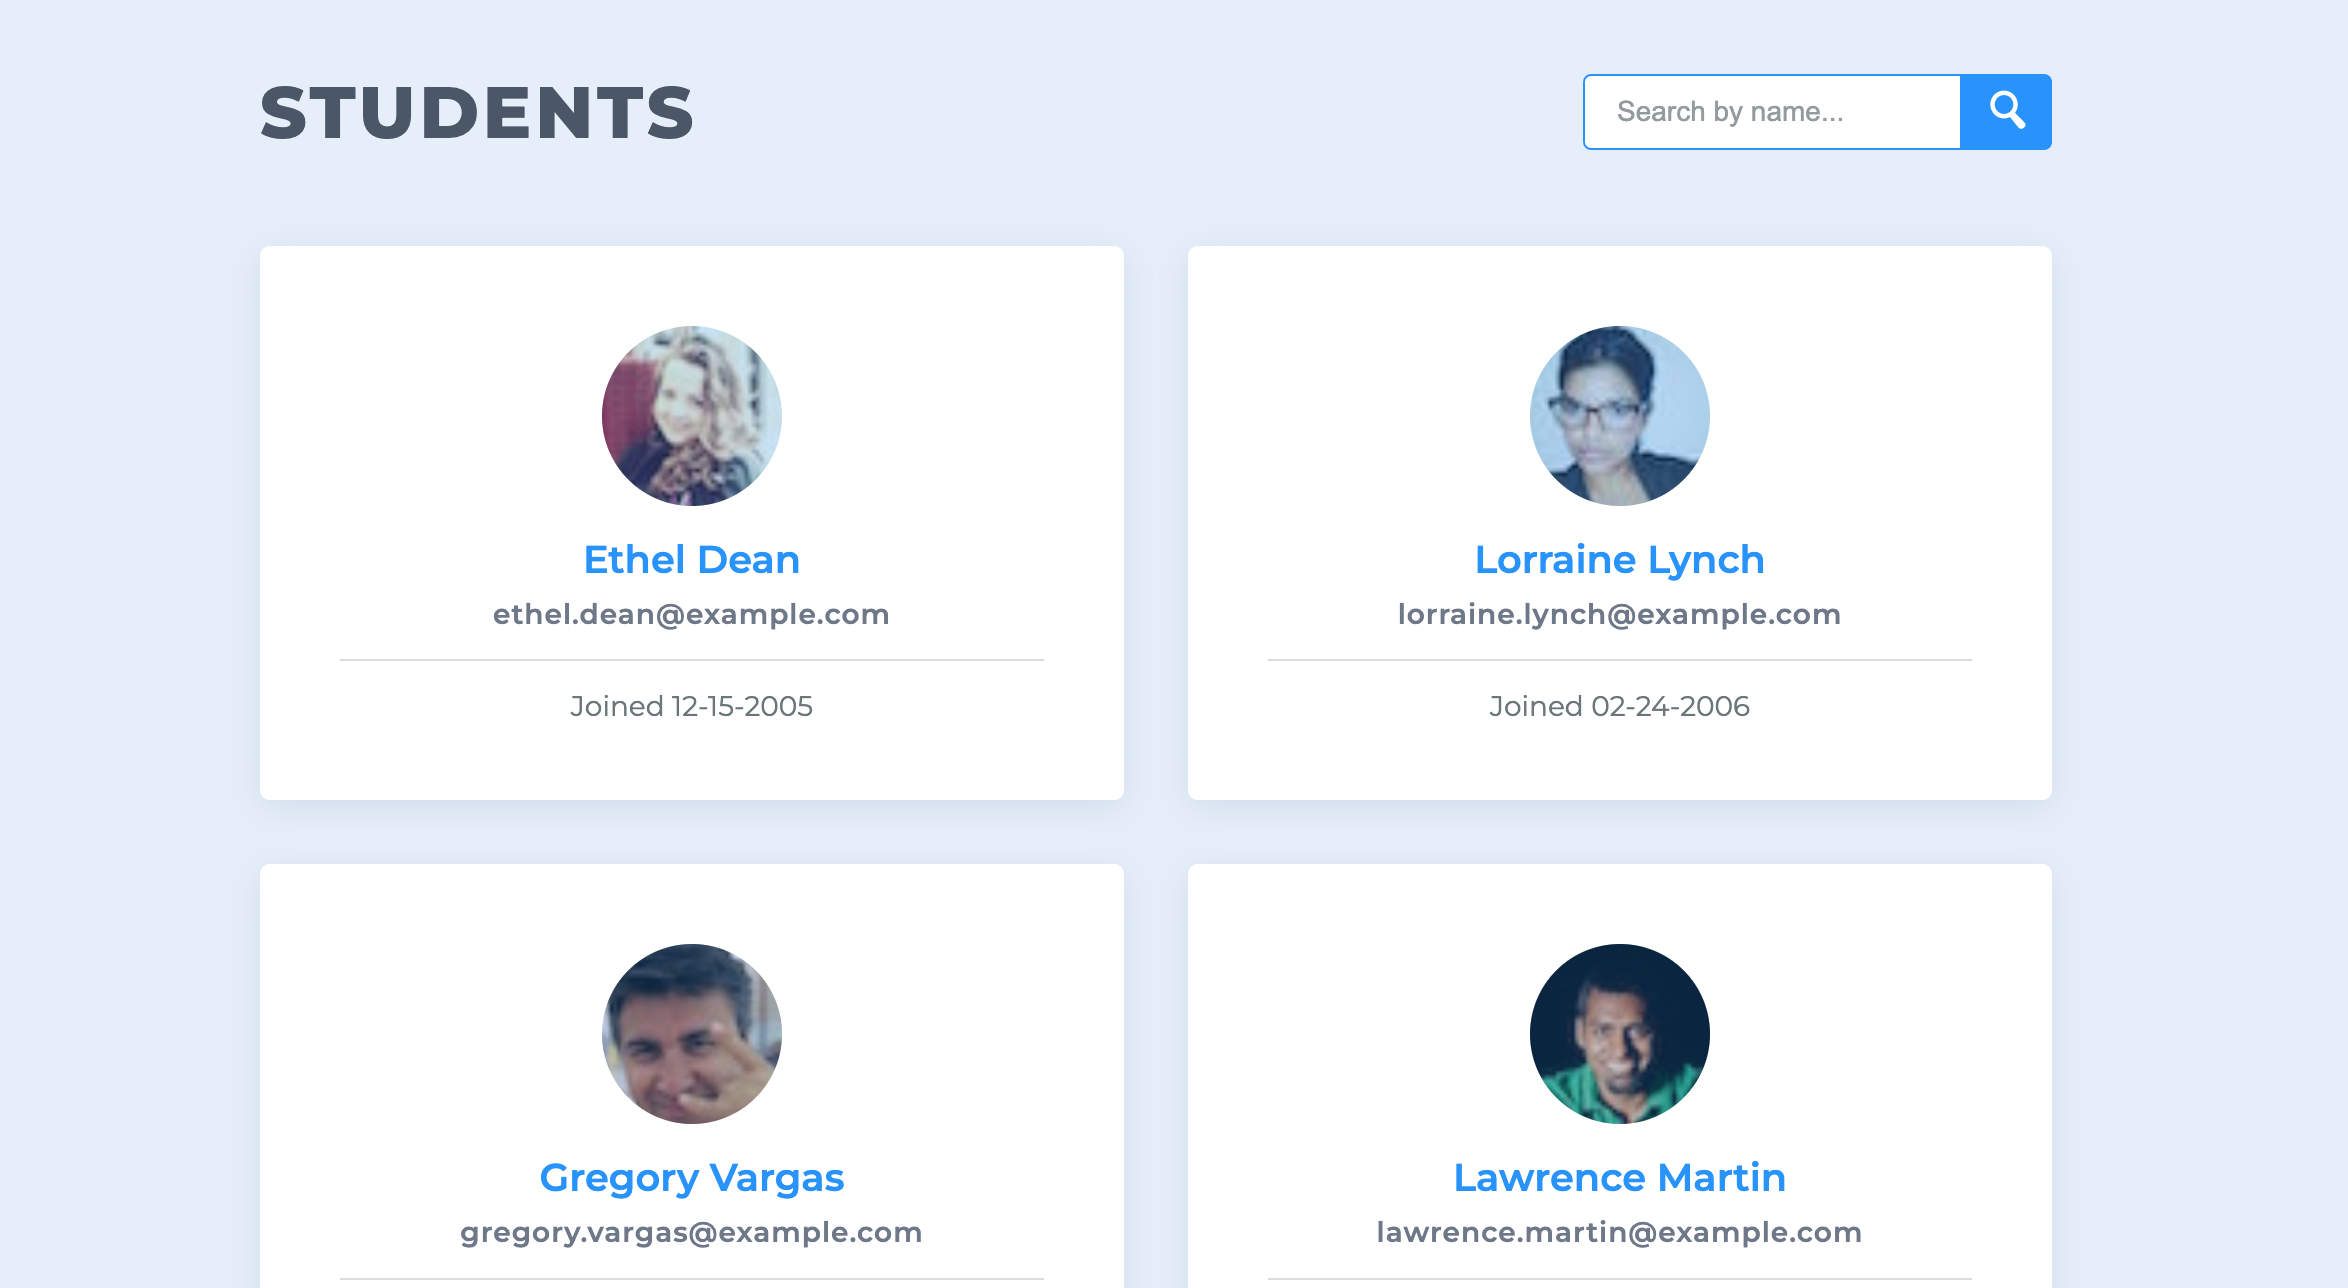 STUDENTS
Search by name...
Ethel Dean
ethel.dean@example.com
Joined 12-15-2005
Lorraine Lynch
lorraine.lynch@example.com
Joined 02-24-2006
Gregory Vargas
gregory.vargas@example.com
Lawrence Martin
lawrence.martin@example.com